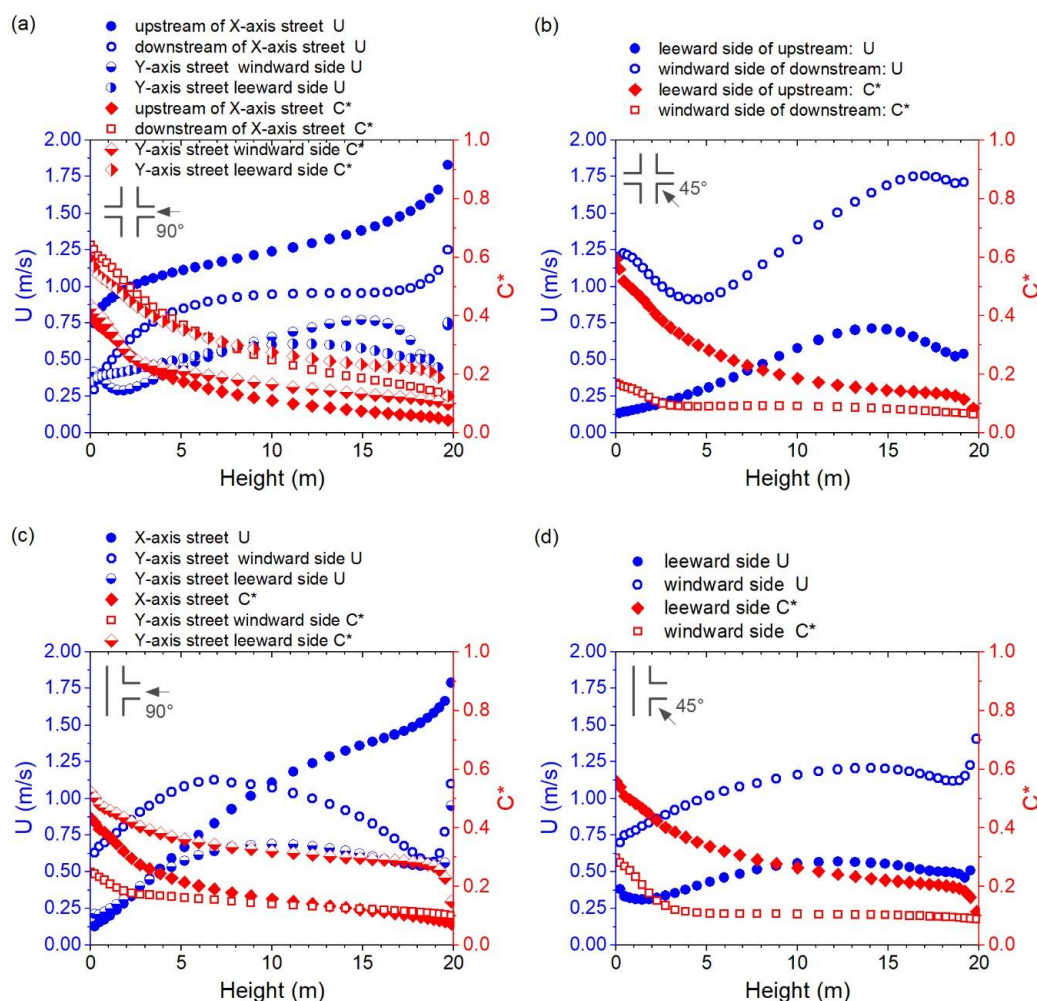 (a)
upstream of X-axis street U
downstream of X-axis street U
Y-axis street windward side U
Y-axis street leeward side U
upstream of X-axis street C*
downstream of X-axis street C*
Y-axis street windward side C*
Y-axis street leeward side C*
90°
2.00
1.75
1.50
1.25
1.00
0.75
0.50
0.25
0.00
U (m/s)
1.0
0.8
0.6
0.4
0.2
0.0
C*
0 5 10 15 20
Height (m)
(b)
leeward side of upstream: U
windward side of downstream: U
leeward side of upstream: C*
windward side of downstream: C*
45°
2.00
1.75
1.50
1.25
1.00
0.75
0.50
0.25
0.00
U (m/s)
1.0
0.8
0.6
0.4
0.2
0.0
C*
0 5 10 15 20
Height (m)
(c)
X-axis street U
Y-axis street windward side U
Y-axis street leeward side U
X-axis street C*
Y-axis street windward side C*
Y-axis street leeward side C*
90°
2.00
1.75
1.50
1.25
1.00
0.75
0.50
0.25
0.00
U (m/s)
1.0
0.8
0.6
0.4
0.2
0.0
C*
0 5 10 15 20
Height (m)
(d)
leeward side U
windward side U
leeward side C*
windward side C*
45°
2.00
1.75
1.50
1.25
1.00
0.75
0.50
0.25
0.00
U (m/s)
1.0
0.8
0.6
0.4
0.2
0.0
C*
0 5 10 15 20
Height (m)